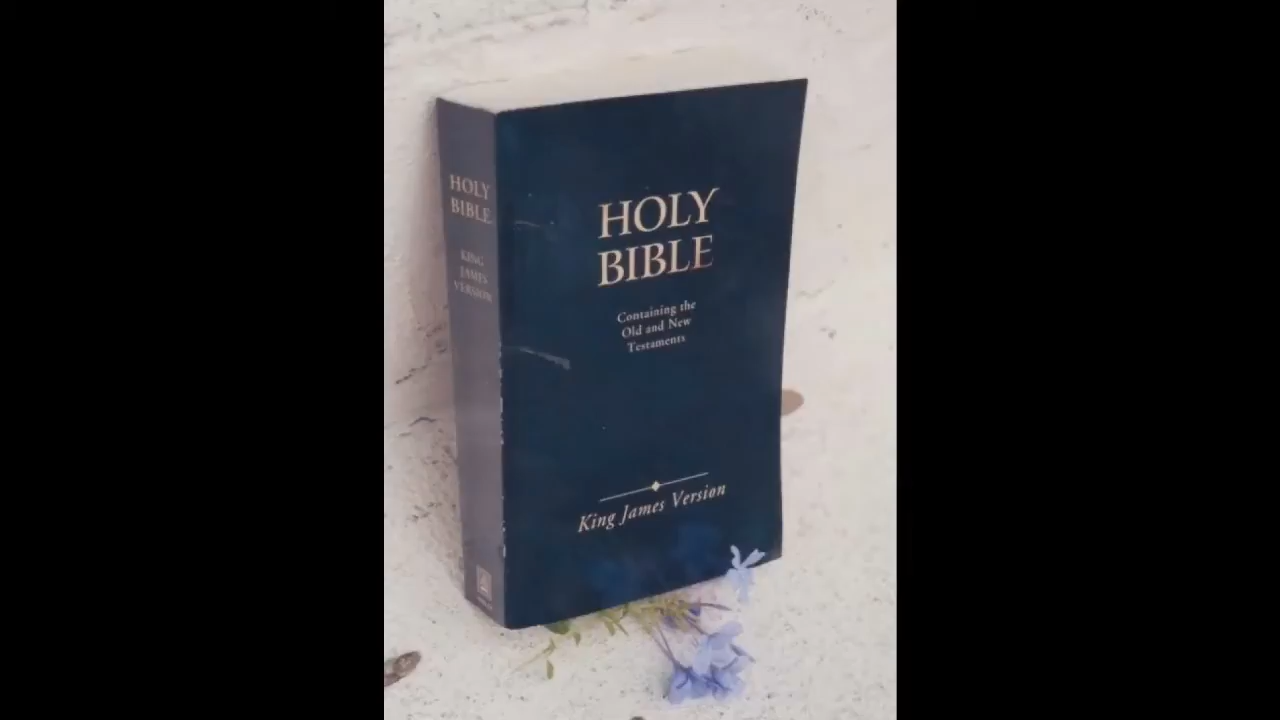 HOLY
BIBLE
KING
JAMES
VERSION
HOLY
BIBLE
Containing the
Old and New
Testaments
King James Version